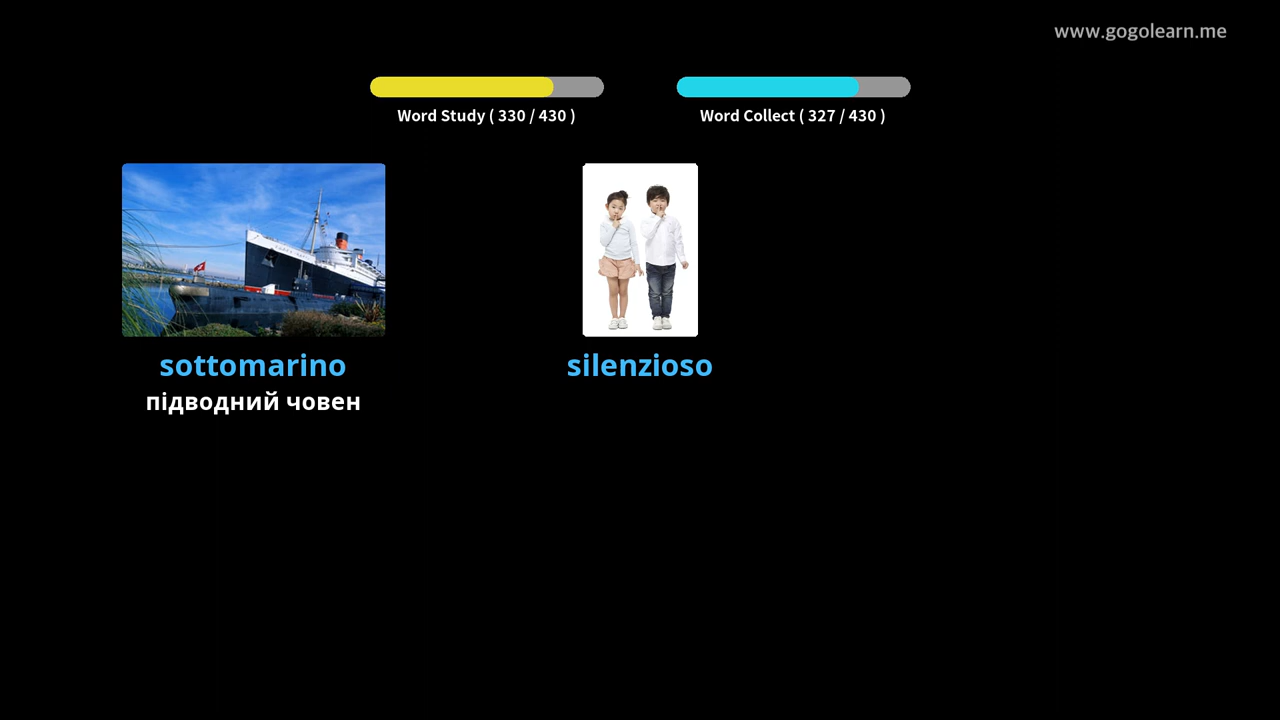 www.gogolearn.me
Word Study ( 330 / 430 )
Word Collect ( 327 / 430 )
sottomarino
silenzioso
підводний човен